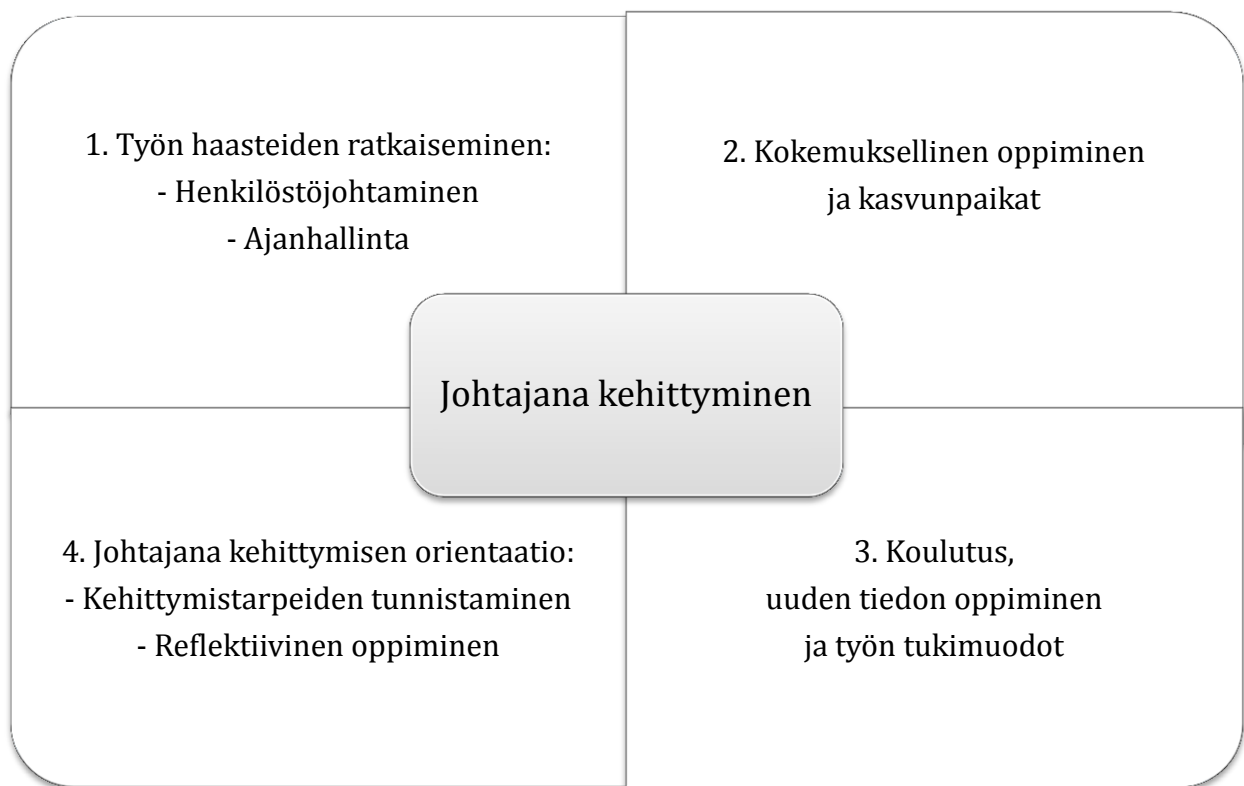 1. Työn haasteiden ratkaiseminen:
- Henkilöstöjohtaminen
- Ajanhallinta
2. Kokemuksellinen oppiminen
ja kasvunpaikat
Johtajana kehittyminen
4. Johtajana kehittymisen orientaatio:
- Kehittymistarpeiden tunnistaminen
- Reflektiivinen oppiminen
3. Koulutus,
uuden tiedon oppiminen
ja työn tukimuodot